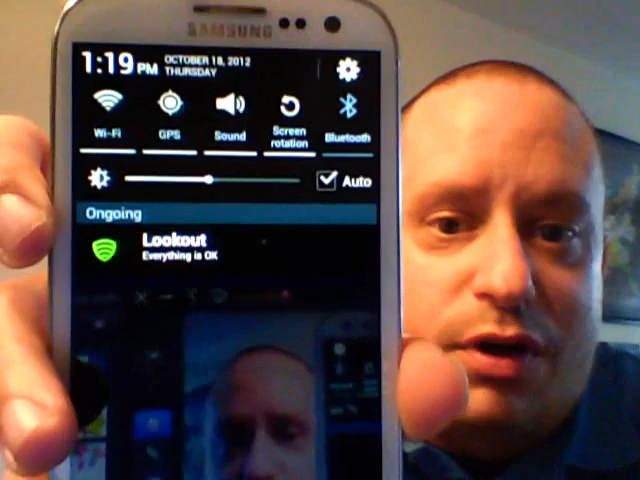 SAMSUNG
1:19 PM
OCTOBER 18, 2012
THURSDAY
Wi-Fi
GPS
Sound
Screen
rotation
Bluetooth
Auto
Ongoing
Lookout
Everything is OK